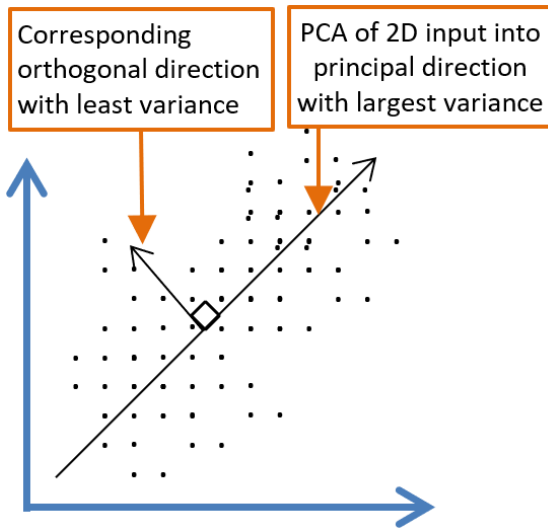 Corresponding
orthogonal direction
with least variance
PCA of 2D input into
principal direction
with largest variance